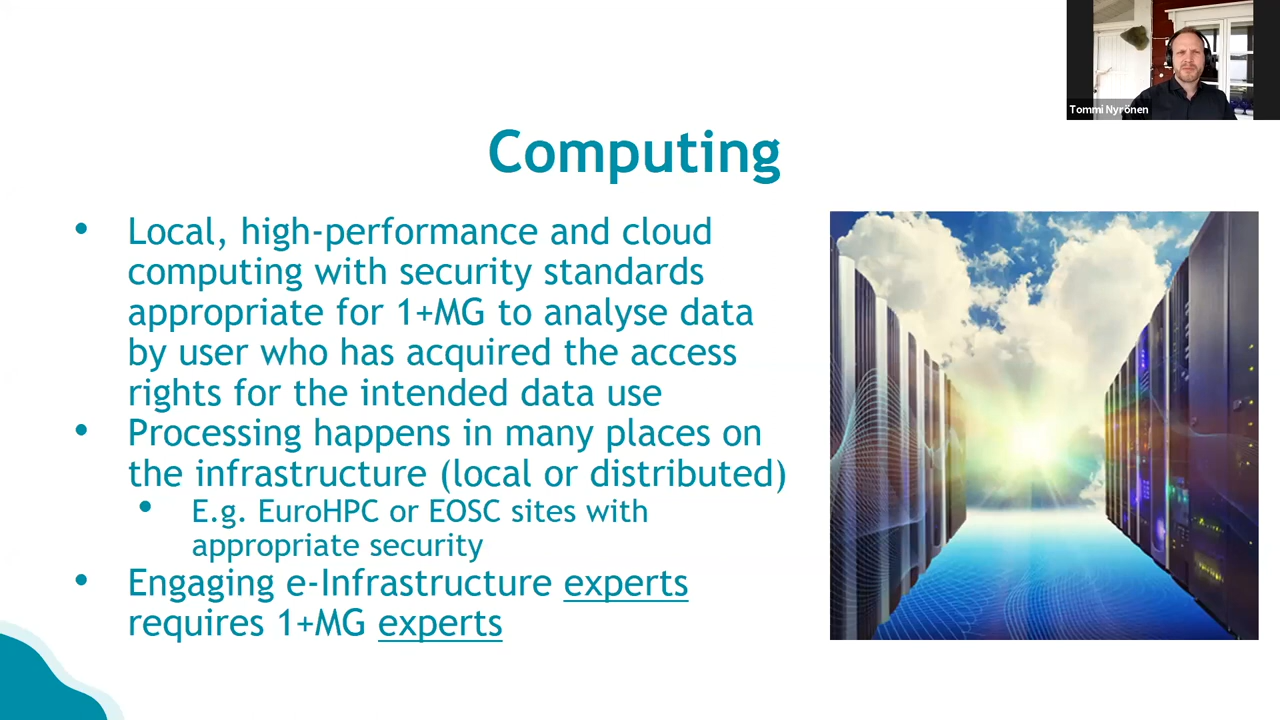 Tommi Nyrönen
Computing
• Local, high-performance and cloud
computing with security standards
appropriate for 1+MG to analyse data
by user who has acquired the access
rights for the intended data use
• Processing happens in many places on
the infrastructure (local or distributed)
• E.g. EuroHPC or EOSC sites with
appropriate security
• Engaging e-Infrastructure experts
requires 1+MG experts